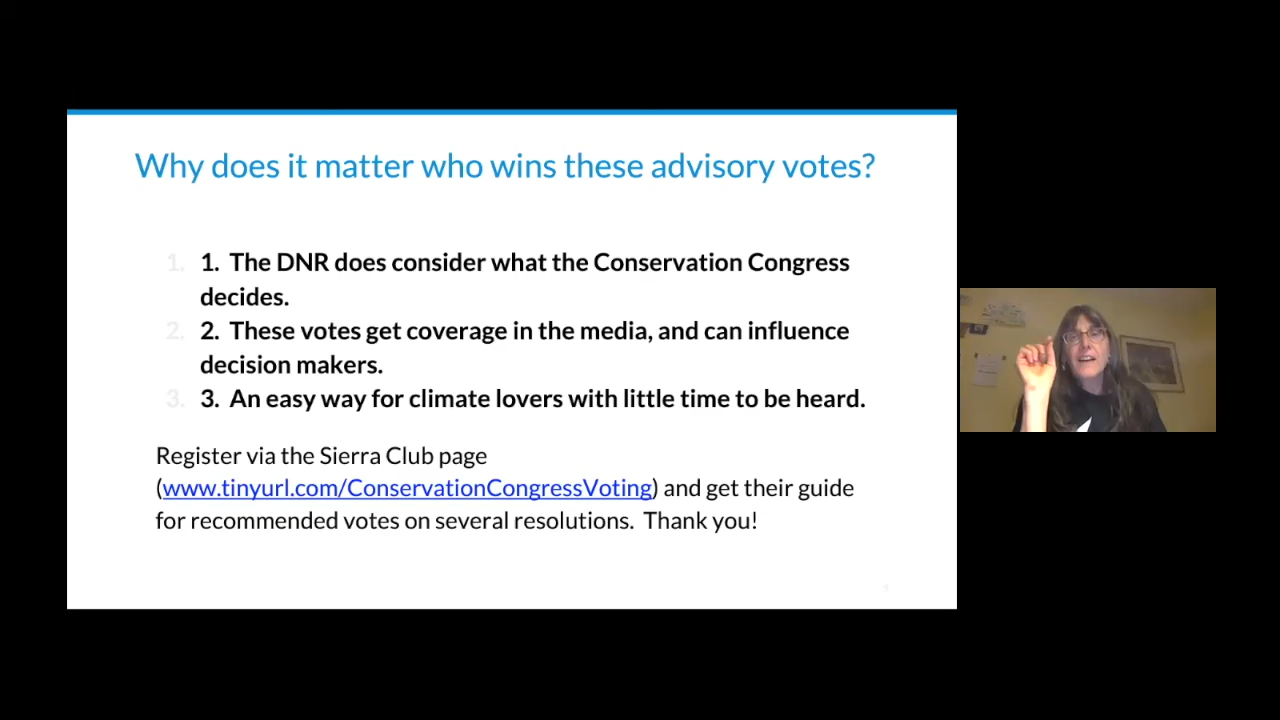 Why does it matter who wins these advisory votes?
1. 1. The DNR does consider what the Conservation Congress
decides.
2. 2. These votes get coverage in the media, and can influence
decision makers.
3. 3. An easy way for climate lovers with little time to be heard.
Register via the Sierra Club page
(www.tinyurl.com/ConservationCongressVoting) and get their guide
for recommended votes on several resolutions. Thank you!